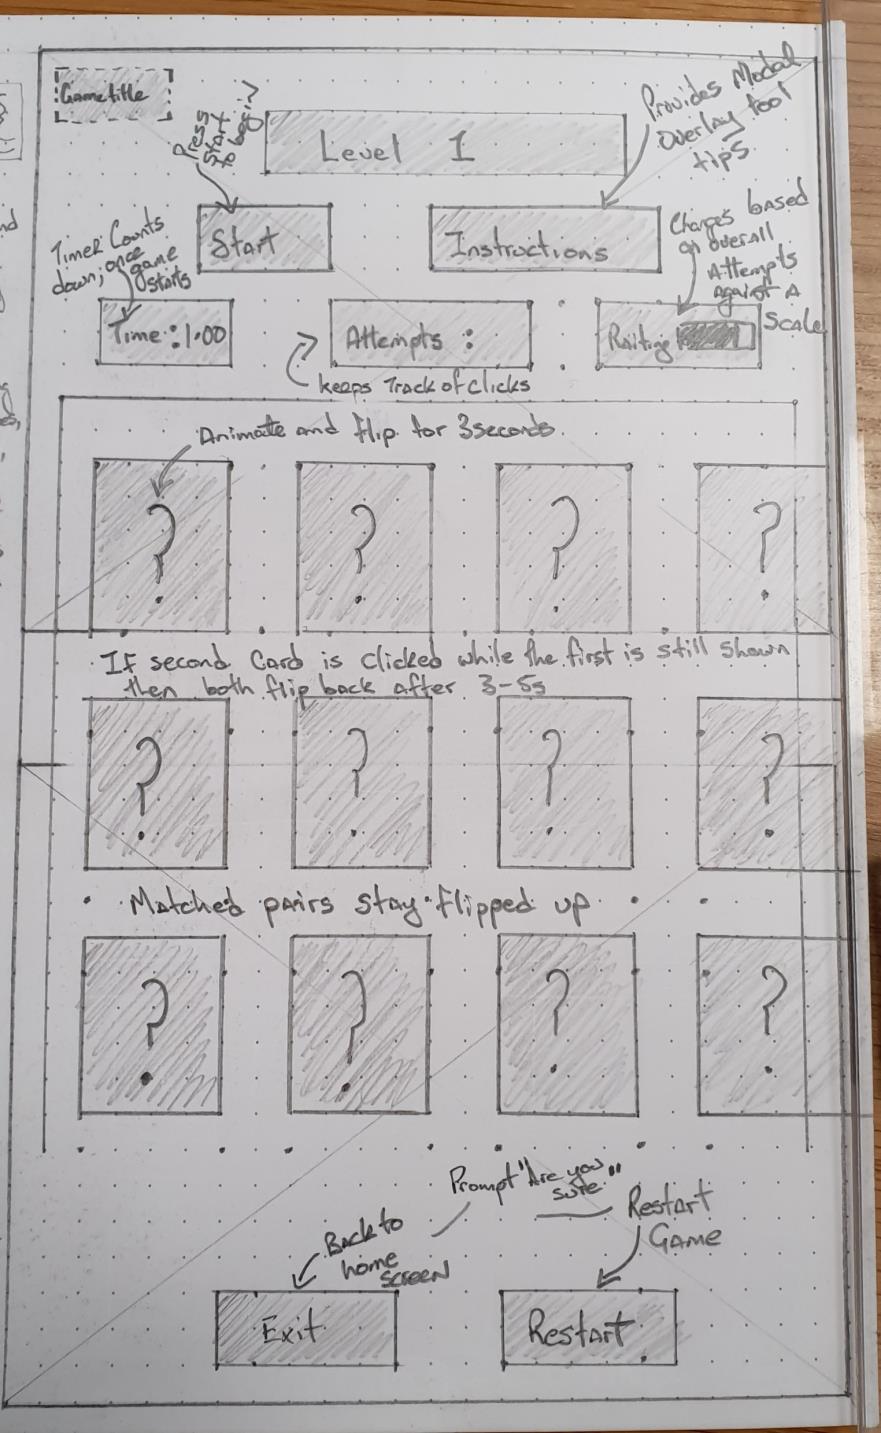 Gametitle
Press
start
to begin
Level 1
Provides Modal
overlay tool
tips
Start
Instructions
Timer Counts
down; once
game
starts
Changes based
on overall
Attempts
against a
Scale
Time : 1.00
Attempts :
Raiting
keeps Track of clicks
Animate and flip for 3seconds
?
?
?
?
If second Card is clicked while the first is still shown
then both flip back after 3-5s
?
?
?
?
Matched pairs stay flipped up
?
?
?
?
Prompt "Are you
sure"
Back to
home
screen
Restart
Game
Exit
Restart